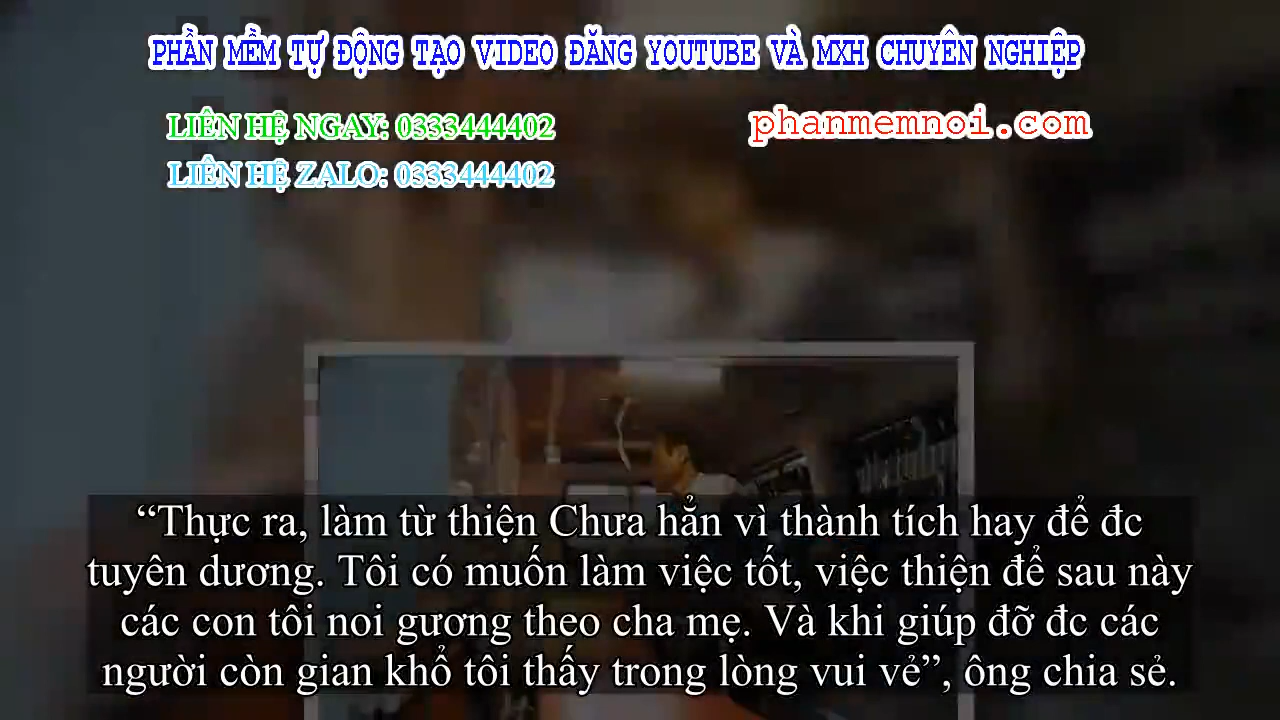 PHẦN MỀM TỰ ĐỘNG TẠO VIDEO ĐĂNG YOUTUBE VÀ MXH CHUYÊN NGHIỆP
LIÊN HỆ NGAY: 0333444402
phanmemnoi.com
LIÊN HỆ ZALO: 0333444402
“Thực ra, làm từ thiện Chưa hẳn vì thành tích hay để đc
tuyên dương. Tôi có muốn làm việc tốt, việc thiện để sau này
các con tôi noi gương theo cha mẹ. Và khi giúp đỡ đc các
người còn gian khổ tôi thấy trong lòng vui vẻ”, ông chia sẻ.